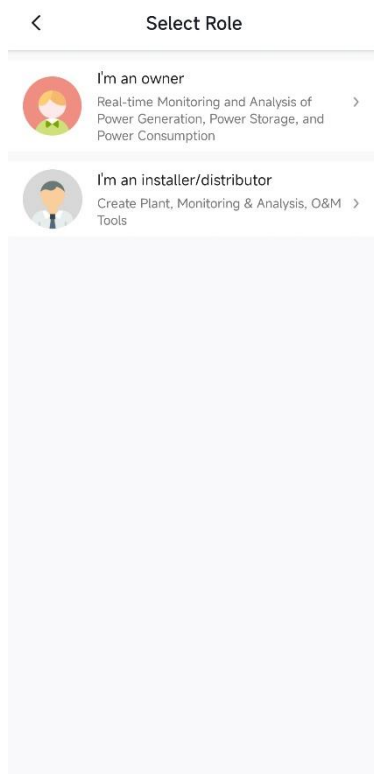 Select Role
I'm an owner
Real-time Monitoring and Analysis of
Power Generation, Power Storage, and
Power Consumption
I'm an installer/distributor
Create Plant, Monitoring & Analysis, O&M
Tools